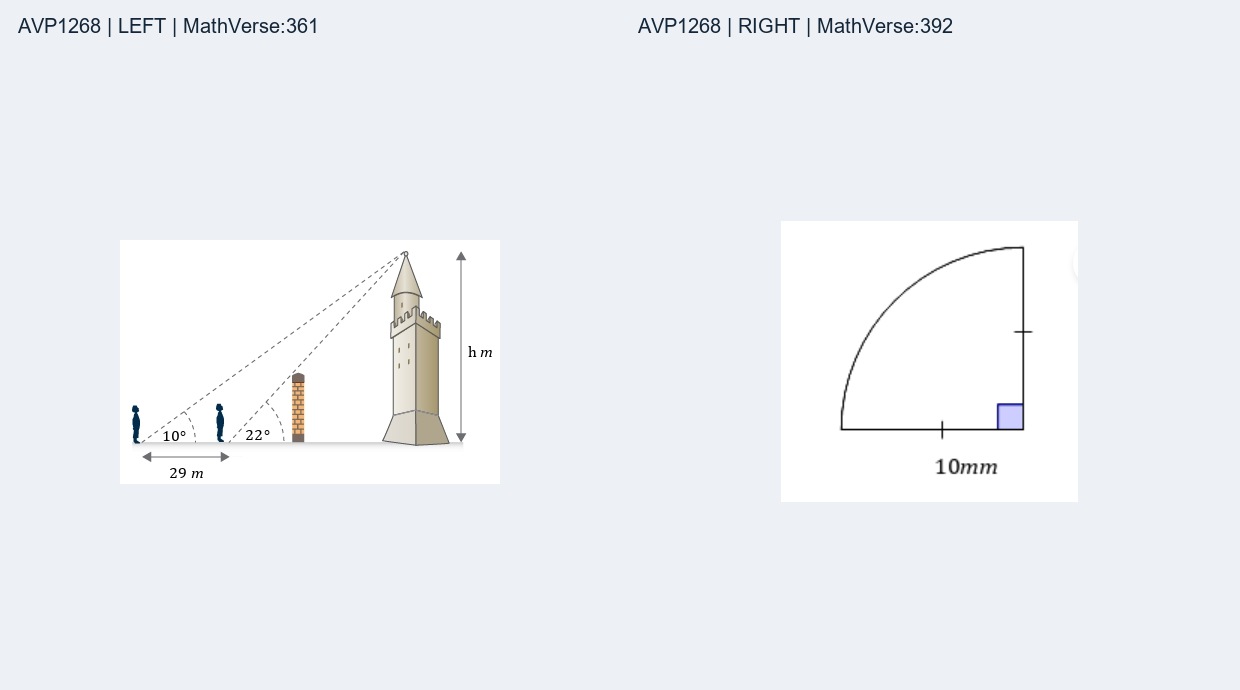 AVP1268 | LEFT | MathVerse:361
AVP1268 | RIGHT | MathVerse:392
h m
10°
22°
29 m
10mm